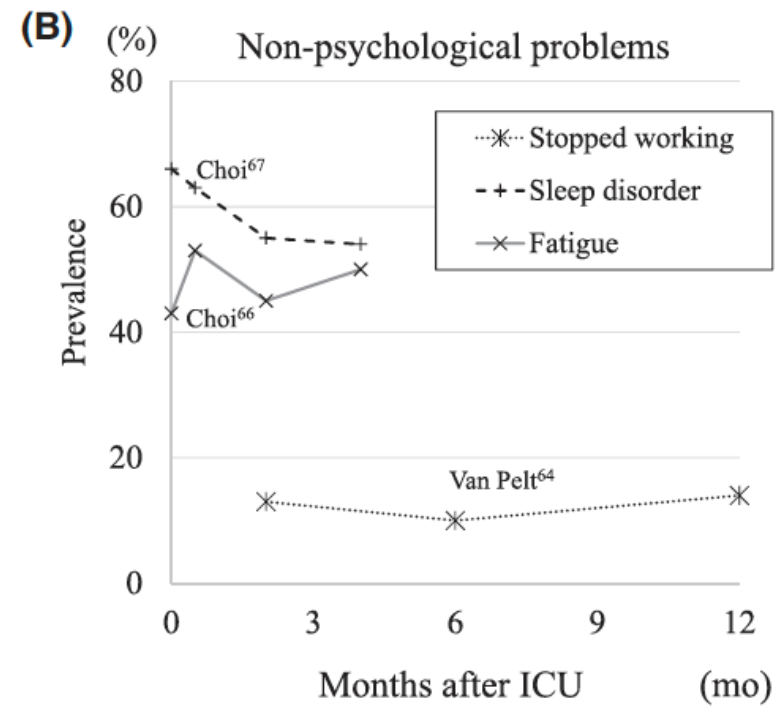 (B)
(%)
Non-psychological problems
80
60
40
20
0
Prevalence
Stopped working
Sleep disorder
Fatigue
Choi67
Choi66
Van Pelt64
0 3 6 9 12
Months after ICU (mo)